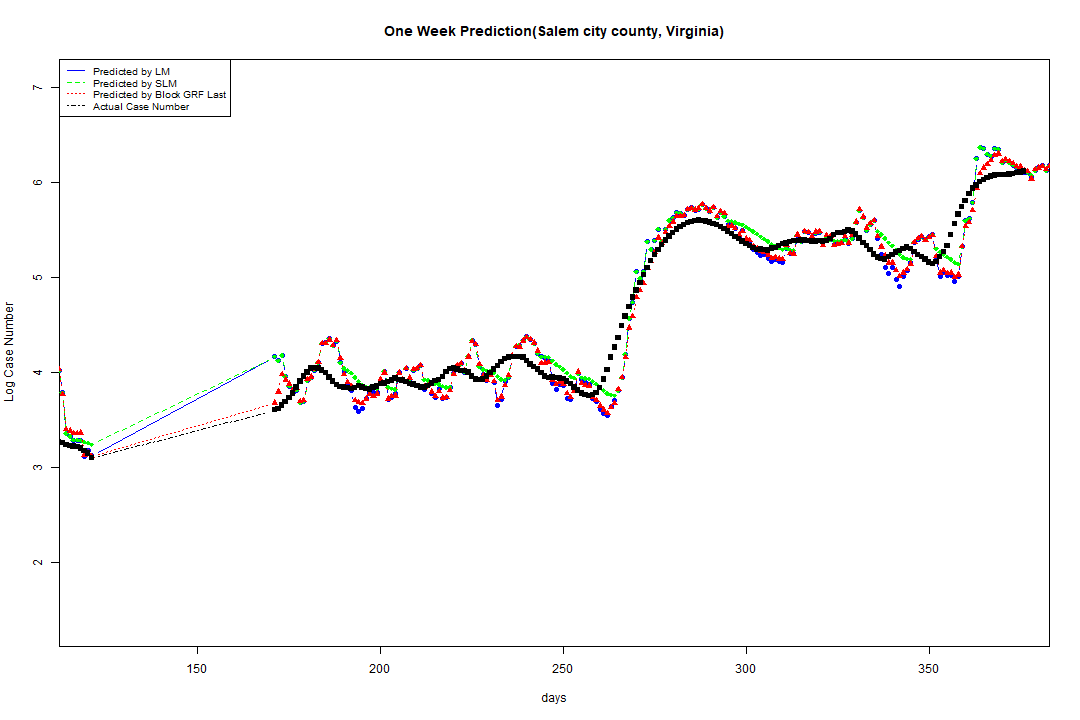 One Week Prediction(Salem city county, Virginia)
Predicted by LM
Predicted by SLM
Predicted by Block GRF Last
Actual Case Number
Log Case Number
7
6
5
4
3
2
150
200
250
300
350
days